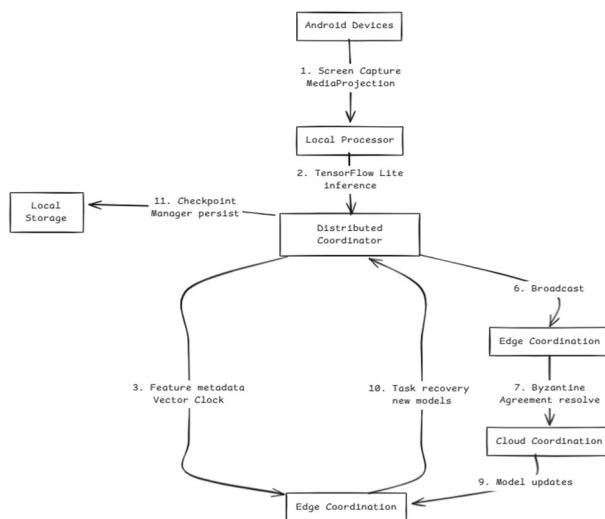 Android Devices
1. Screen Capture
MediaProjection
Local Processor
2. TensorFlow Lite
inference
11. Checkpoint
Manager persist
Local
Storage
Distributed
Coordinator
6. Broadcast
Edge Coordination
3. Feature metadata
Vector Clock
10. Task recovery
new models
7. Byzantine
Agreement resolve
Cloud Coordination
9. Model updates
Edge Coordination